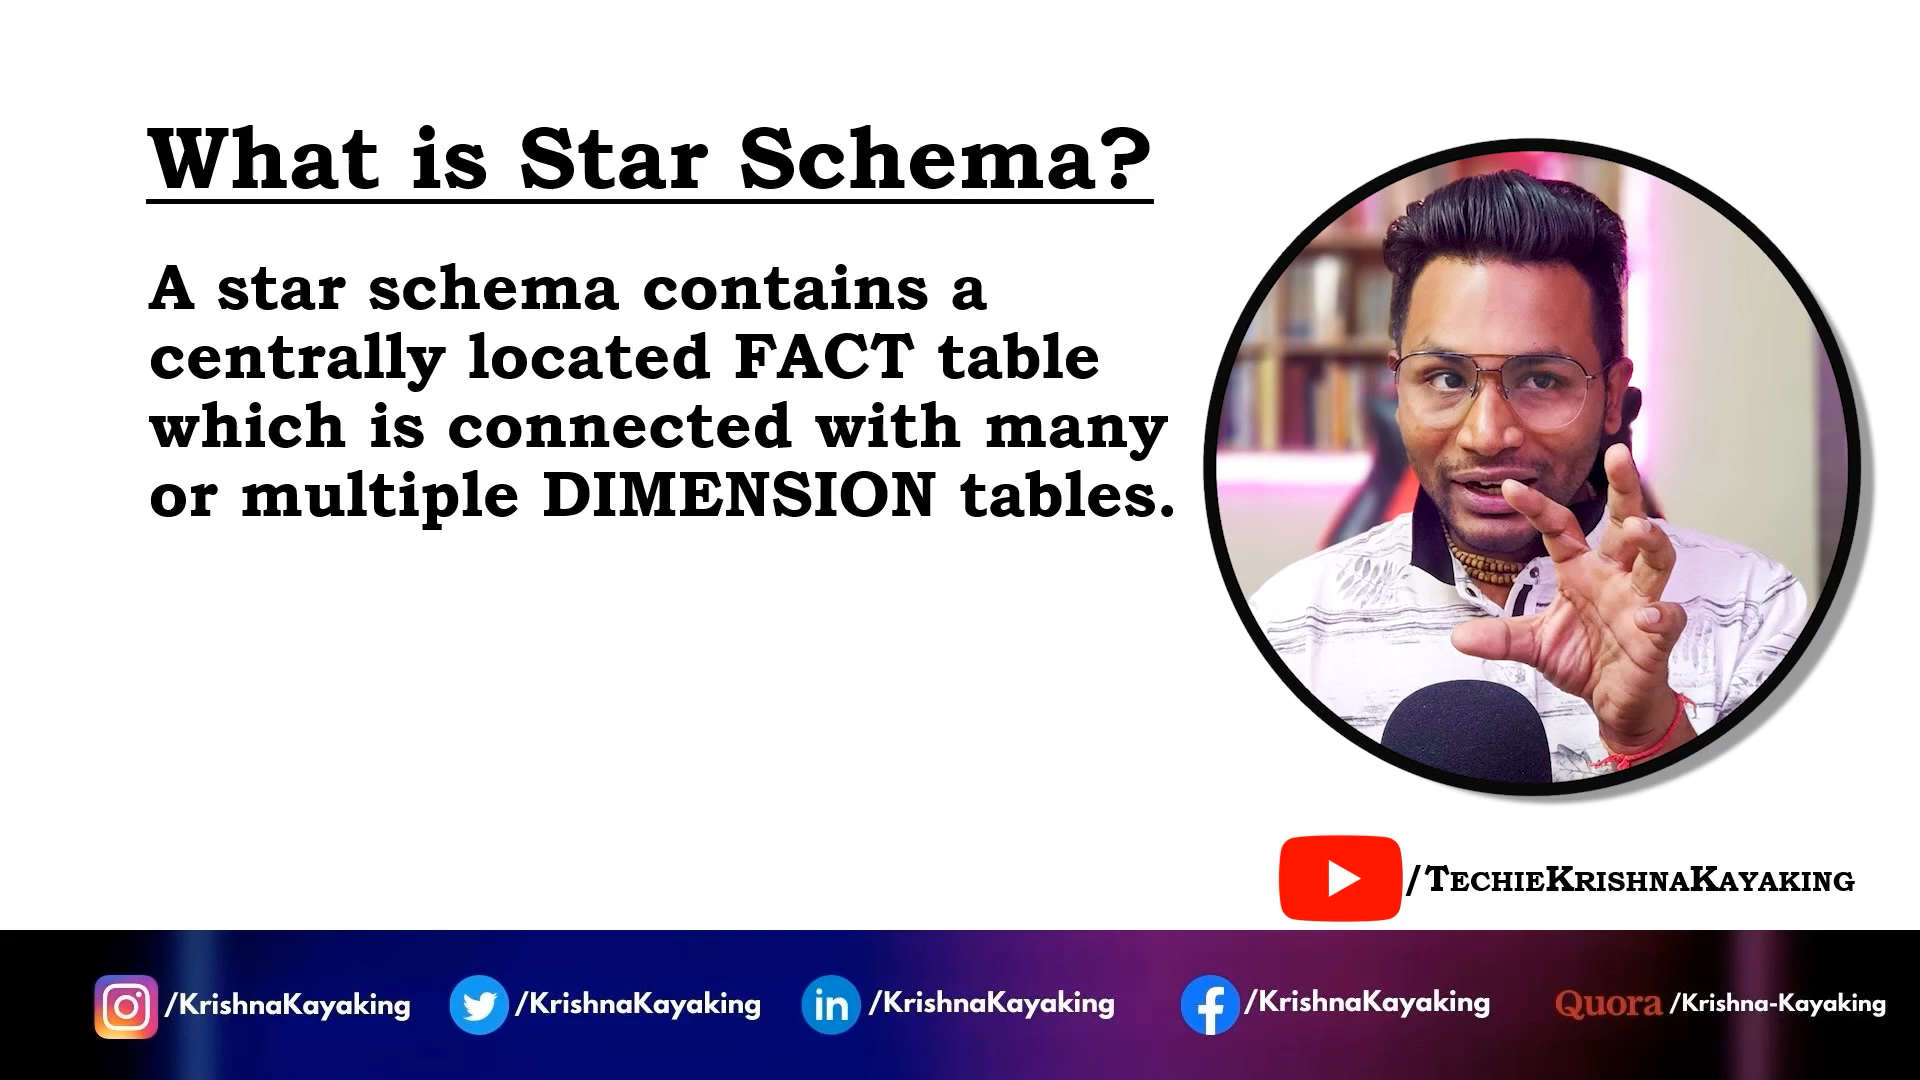 What is Star Schema?
A star schema contains a
centrally located FACT table
which is connected with many
or multiple DIMENSION tables.
/TechieKrishnaKayaking
/KrishnaKayaking
/KrishnaKayaking
in /KrishnaKayaking
/KrishnaKayaking
Quora /Krishna-Kayaking